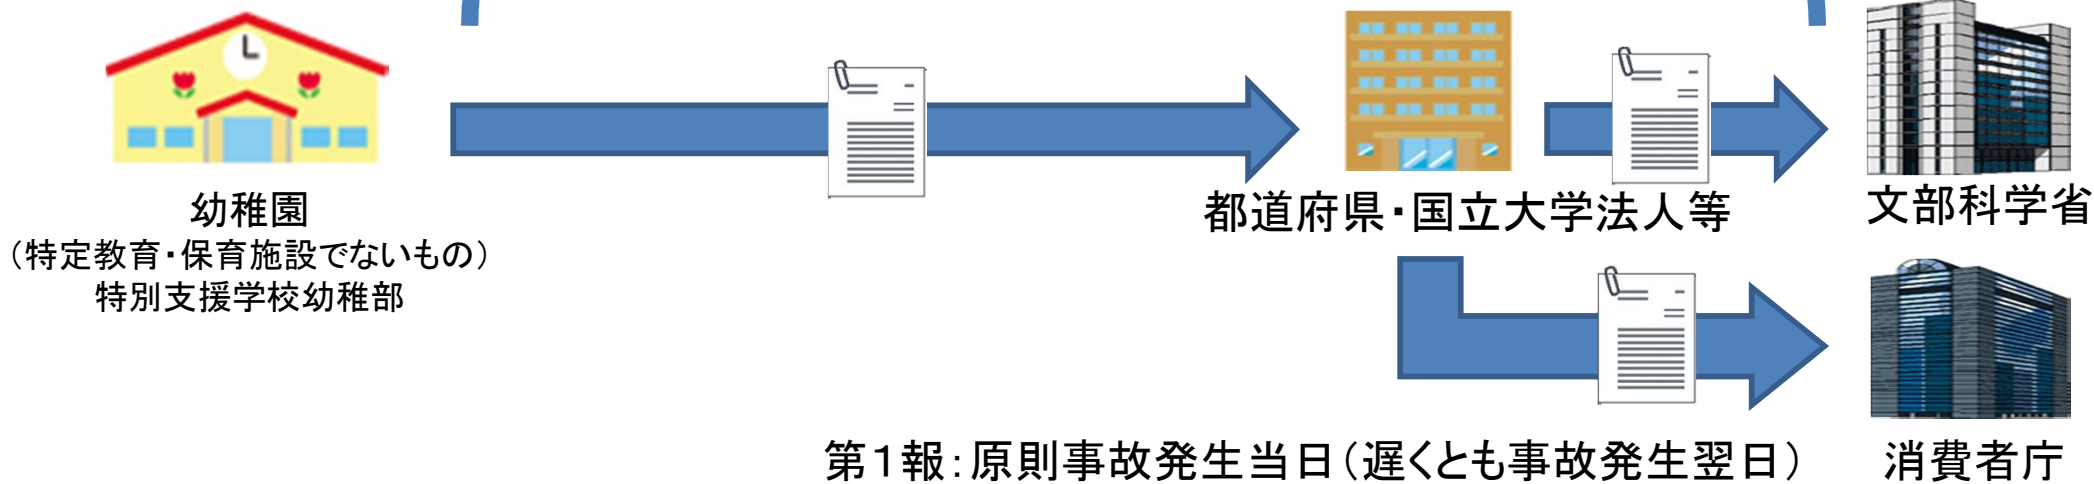 幼稚園
（特定教育・保育施設でないもの）
特別支援学校幼稚部
都道府県・国立大学法人等
文部科学省
第１報：原則事故発生当日（遅くとも事故発生翌日）
消費者庁